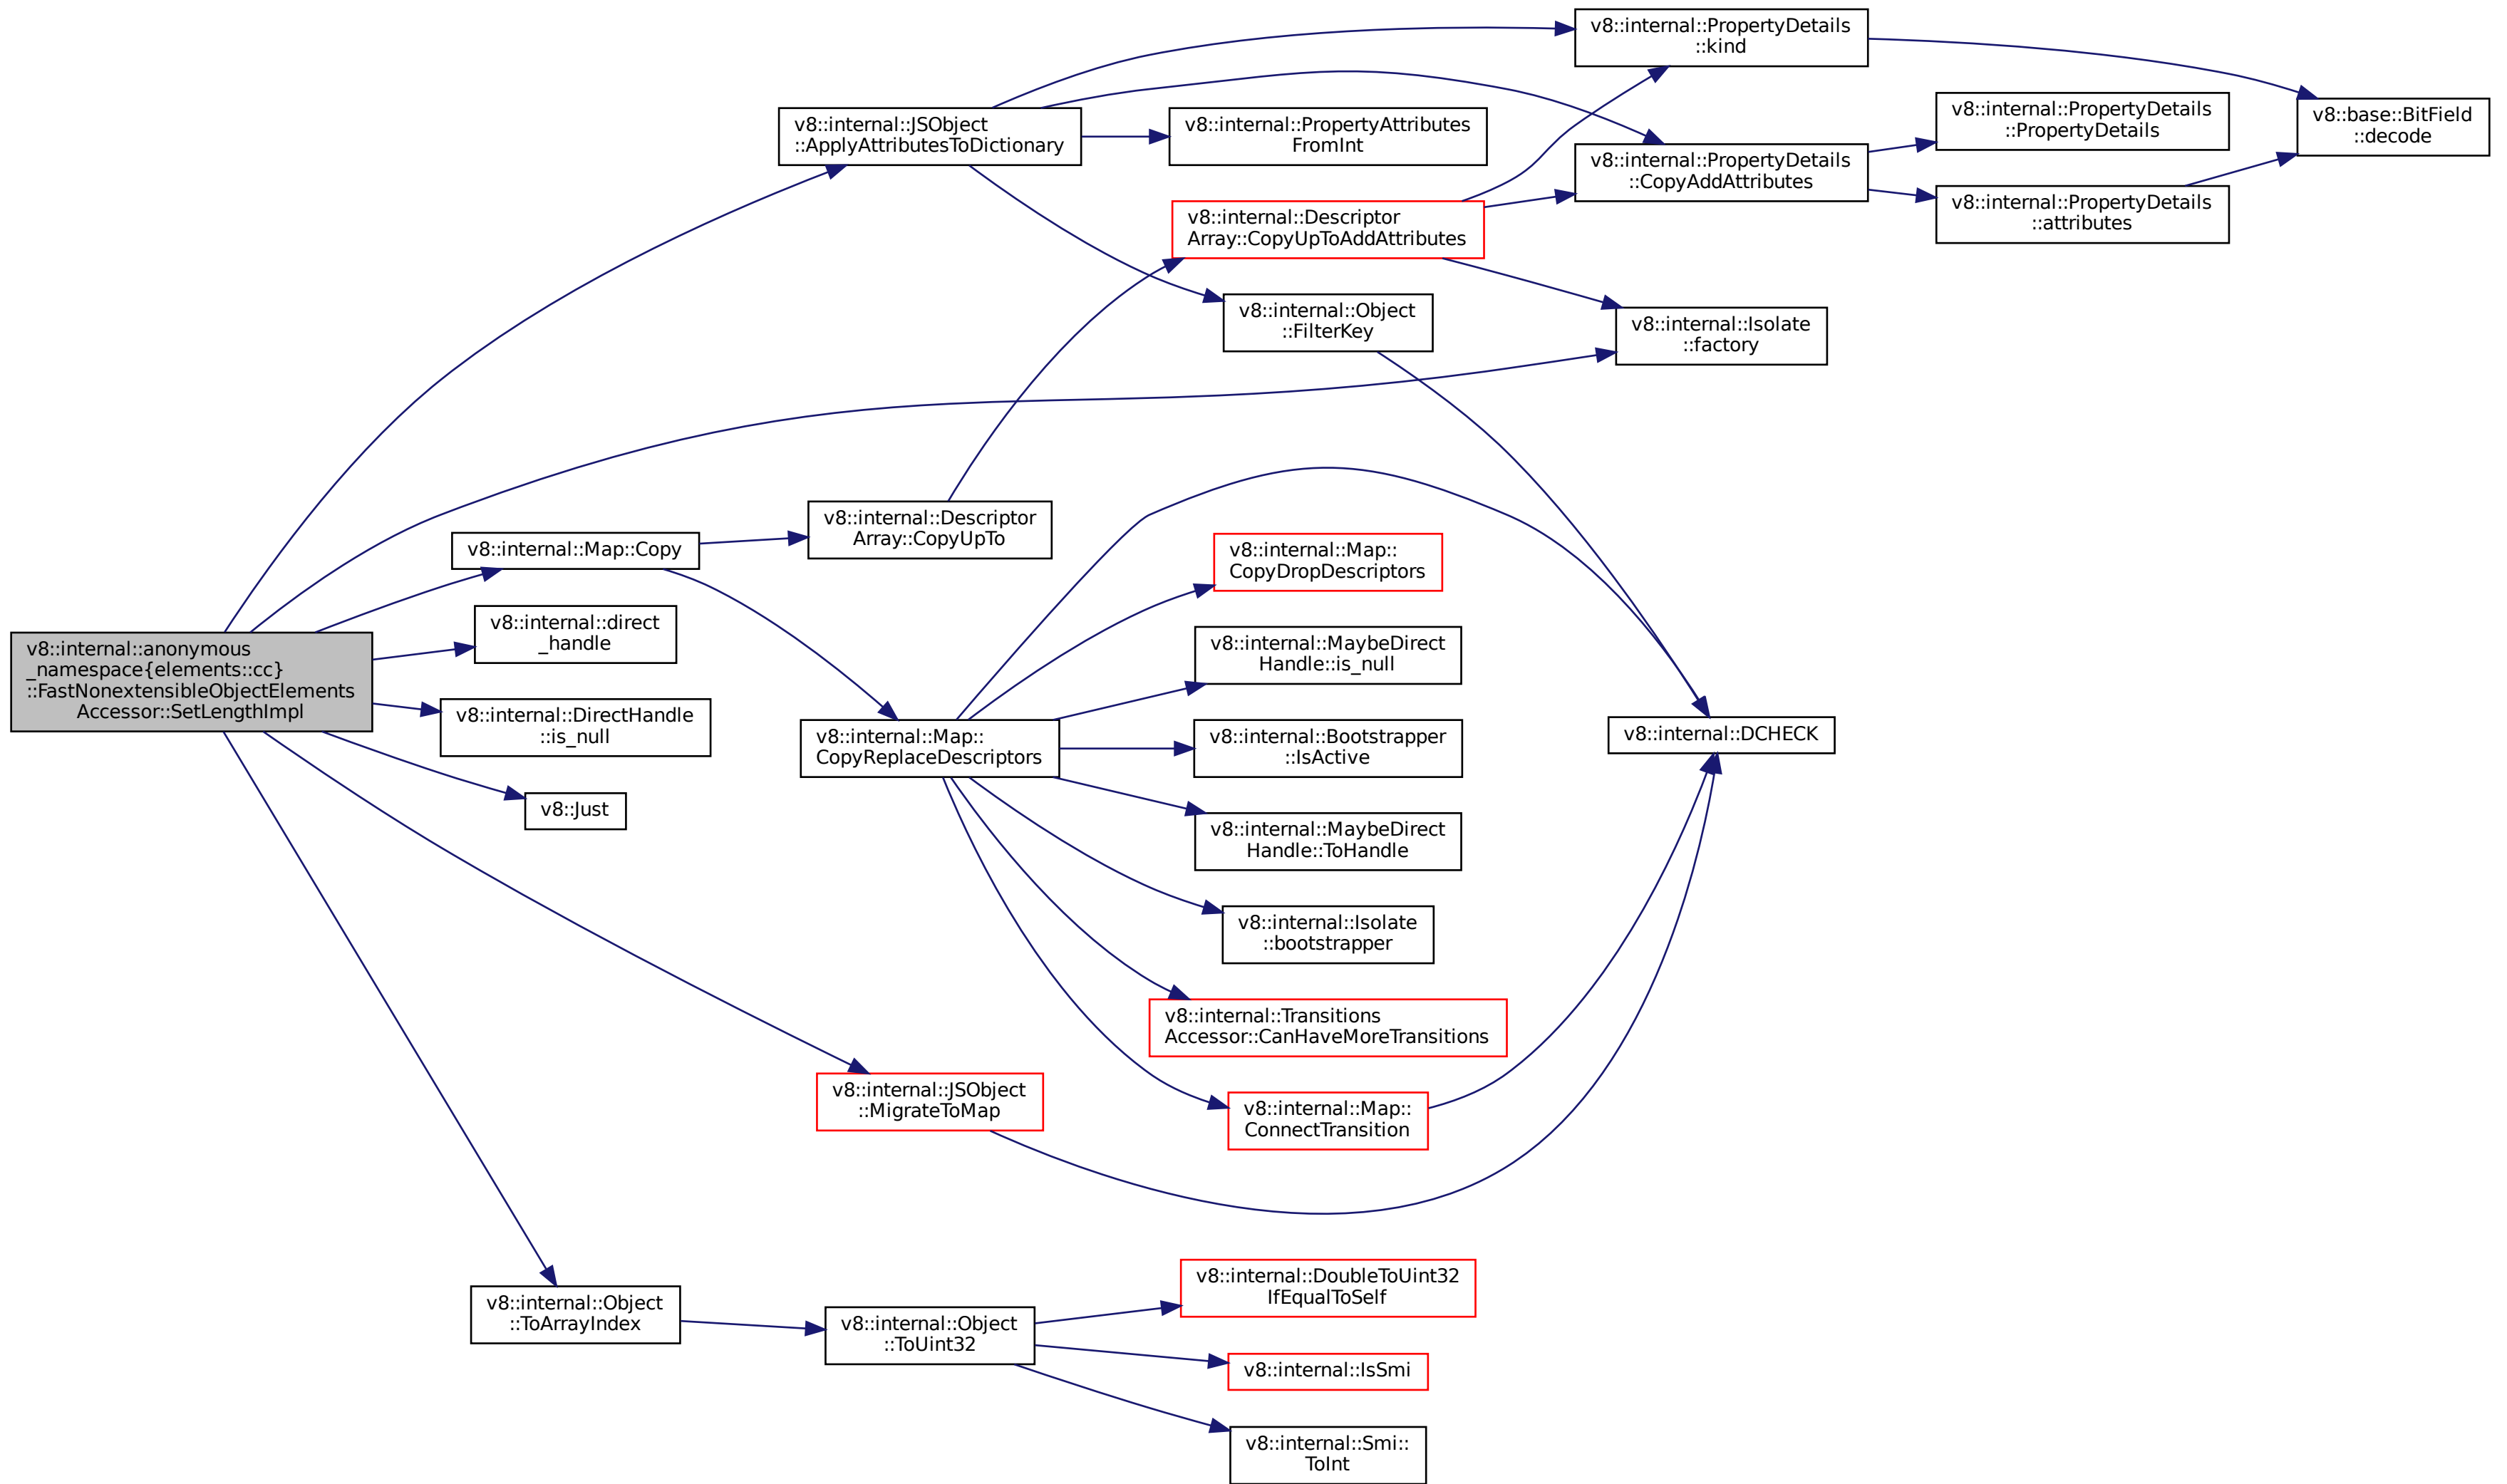 v8::internal::anonymous
_namespace{elements::cc}
::FastNonextensibleObjectElements
Accessor::SetLengthImpl
v8::internal::JSObject
::ApplyAttributesToDictionary
v8::internal::PropertyDetails
::kind
v8::base::BitField
::decode
v8::internal::PropertyAttributes
FromInt
v8::internal::PropertyDetails
::CopyAddAttributes
v8::internal::PropertyDetails
::PropertyDetails
v8::internal::PropertyDetails
::attributes
v8::internal::Descriptor
Array::CopyUpToAddAttributes
v8::internal::Object
::FilterKey
v8::internal::Isolate
::factory
v8::internal::Map::Copy
v8::internal::Descriptor
Array::CopyUpTo
v8::internal::Map::
CopyDropDescriptors
v8::internal::direct
_handle
v8::internal::MaybeDirect
Handle::is_null
v8::internal::DirectHandle
::is_null
v8::internal::Map::
CopyReplaceDescriptors
v8::internal::Bootstrapper
::IsActive
v8::internal::DCHECK
v8::Just
v8::internal::MaybeDirect
Handle::ToHandle
v8::internal::Isolate
::bootstrapper
v8::internal::Transitions
Accessor::CanHaveMoreTransitions
v8::internal::JSObject
::MigrateToMap
v8::internal::Map::
ConnectTransition
v8::internal::Object
::ToArrayIndex
v8::internal::Object
::ToUint32
v8::internal::DoubleToUint32
IfEqualToSelf
v8::internal::IsSmi
v8::internal::Smi::
ToInt